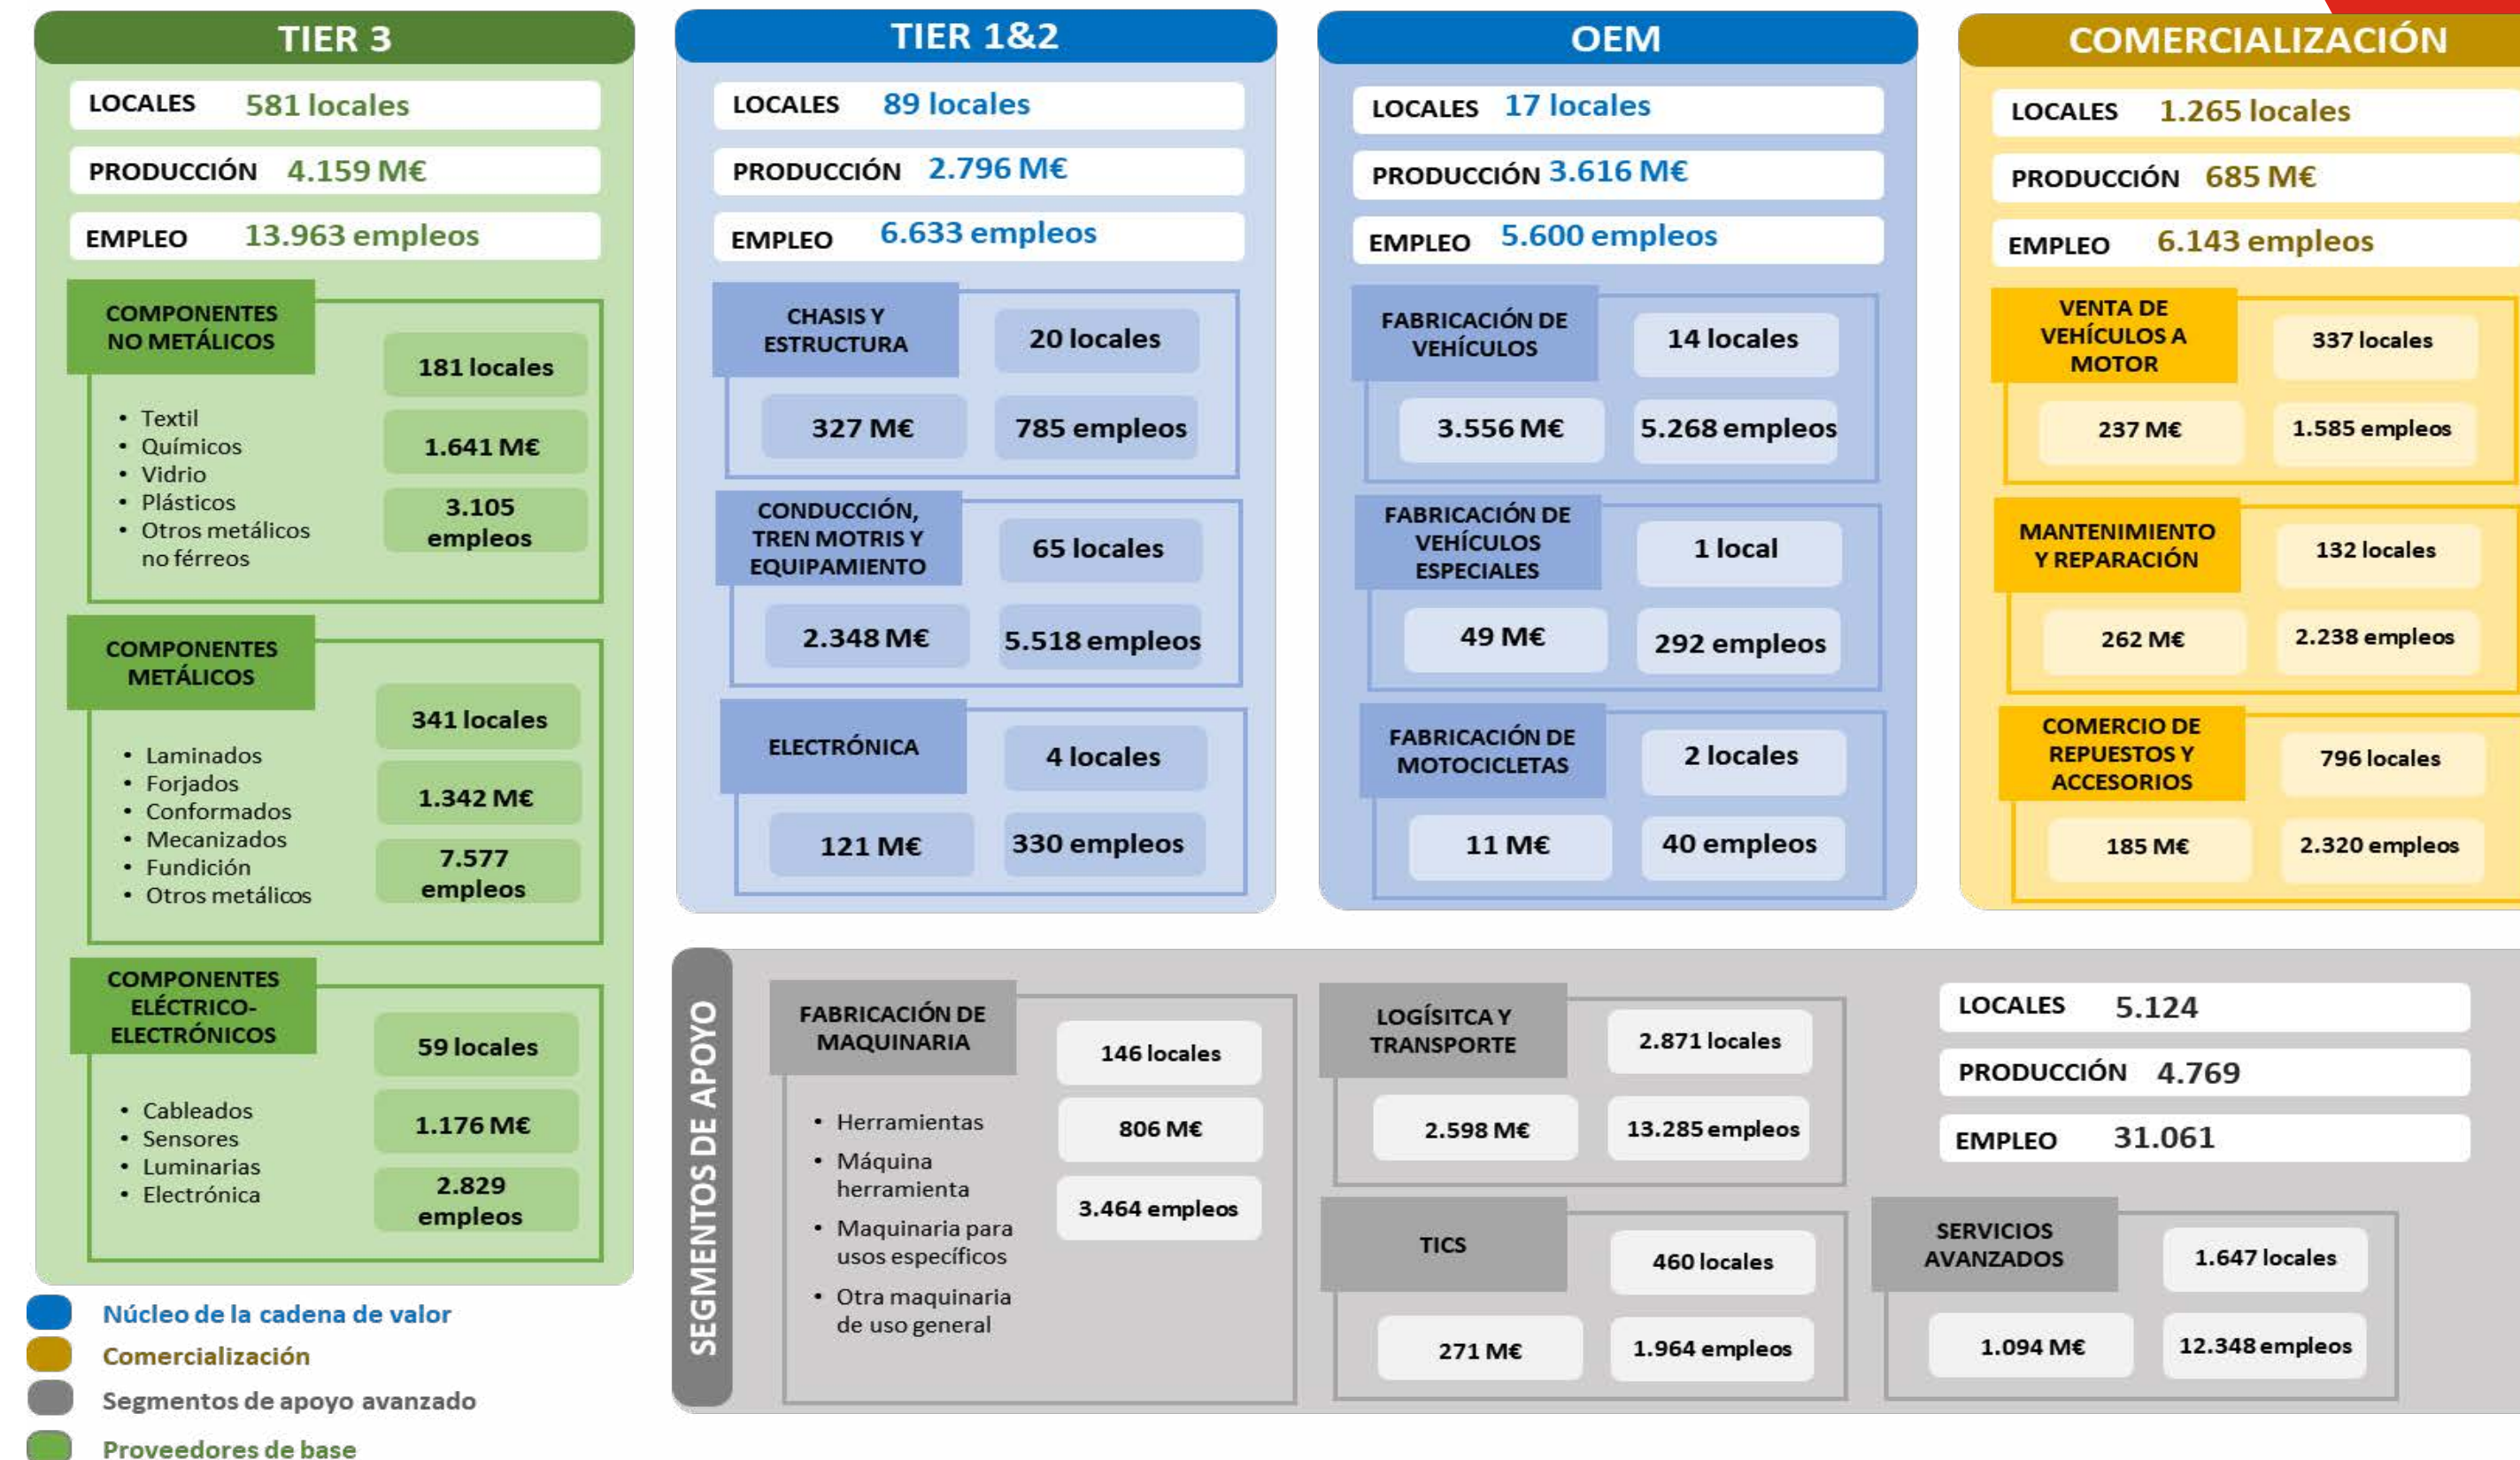 TIER 3
LOCALES 581 locales
PRODUCCIÓN 4.159 M€
EMPLEO 13.963 empleos
COMPONENTES
NO METÁLICOS
181 locales
• Textil
• Químicos
• Vidrio
• Plásticos
• Otros metálicos
no férreos
1.641 M€
3.105
empleos
COMPONENTES
METÁLICOS
341 locales
• Laminados
• Forjados
• Conformados
• Mecanizados
• Fundición
• Otros metálicos
1.342 M€
7.577
empleos
COMPONENTES
ELÉCTRICO-
ELECTRÓNICOS
59 locales
• Cableados
• Sensores
• Luminarias
• Electrónica
1.176 M€
2.829
empleos
TIER 1&2
LOCALES 89 locales
PRODUCCIÓN 2.796 M€
EMPLEO 6.633 empleos
CHASIS Y
ESTRUCTURA
20 locales
327 M€ 785 empleos
CONDUCCIÓN,
TREN MOTRIS Y
EQUIPAMIENTO
65 locales
2.348 M€ 5.518 empleos
ELECTRÓNICA
4 locales
121 M€ 330 empleos
OEM
LOCALES 17 locales
PRODUCCIÓN 3.616 M€
EMPLEO 5.600 empleos
FABRICACIÓN DE
VEHÍCULOS
14 locales
3.556 M€ 5.268 empleos
FABRICACIÓN DE
VEHÍCULOS
ESPECIALES
1 local
49 M€ 292 empleos
FABRICACIÓN DE
MOTOCICLETAS
2 locales
11 M€ 40 empleos
COMERCIALIZACIÓN
LOCALES 1.265 locales
PRODUCCIÓN 685 M€
EMPLEO 6.143 empleos
VENTA DE
VEHÍCULOS A
MOTOR
337 locales
237 M€ 1.585 empleos
MANTENIMIENTO
Y REPARACIÓN
132 locales
262 M€ 2.238 empleos
COMERCIO DE
REPUESTOS Y
ACCESORIOS
796 locales
185 M€ 2.320 empleos
SEGMENTOS DE APOYO
FABRICACIÓN DE
MAQUINARIA
146 locales
• Herramientas
• Máquina
herramienta
• Maquinaria para
usos específicos
• Otra maquinaria
de uso general
806 M€
3.464 empleos
LOGÍSITCA Y
TRANSPORTE
2.871 locales
2.598 M€ 13.285 empleos
TICS
460 locales
271 M€ 1.964 empleos
LOCALES 5.124
PRODUCCIÓN 4.769
EMPLEO 31.061
SERVICIOS
AVANZADOS
1.647 locales
1.094 M€ 12.348 empleos
Núcleo de la cadena de valor
Comercialización
Segmentos de apoyo avanzado
Proveedores de base